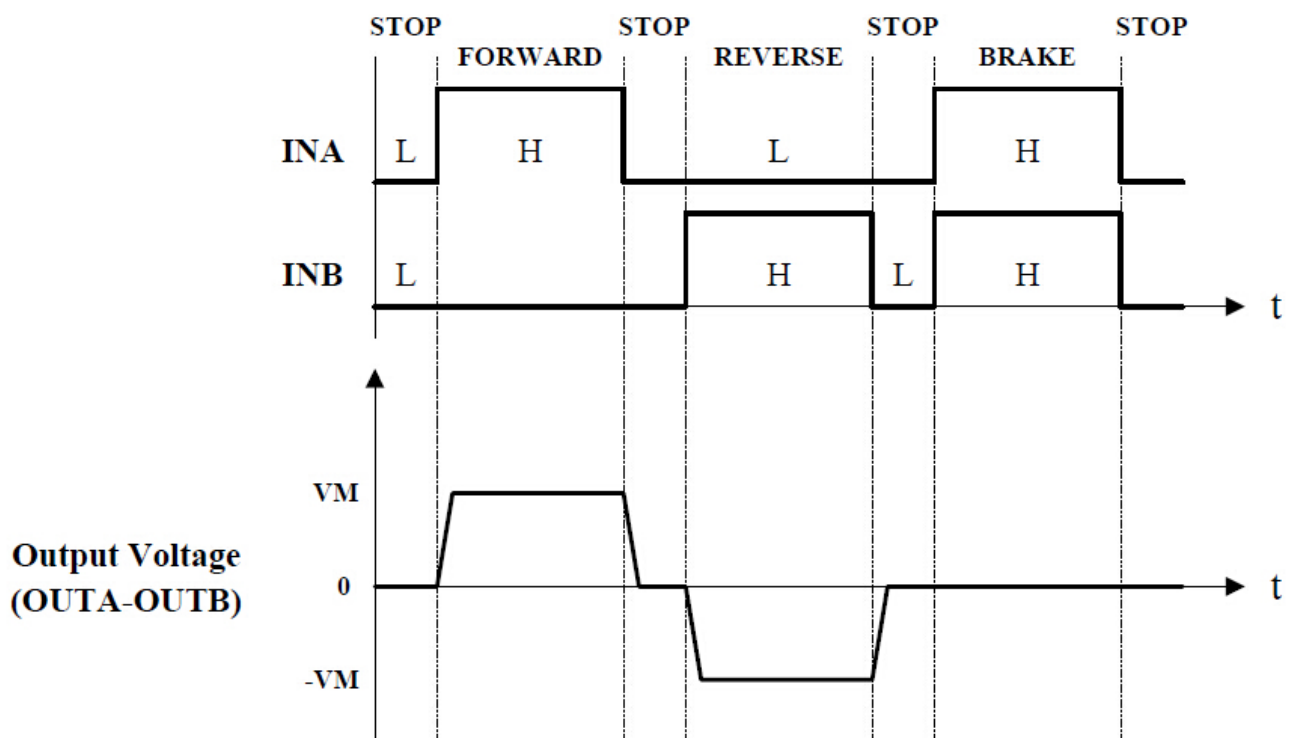 STOP STOP STOP STOP
FORWARD REVERSE BRAKE
INA L H L H
INB L H L H
t
VM
Output Voltage
(OUTA-OUTB)
0
t
-VM